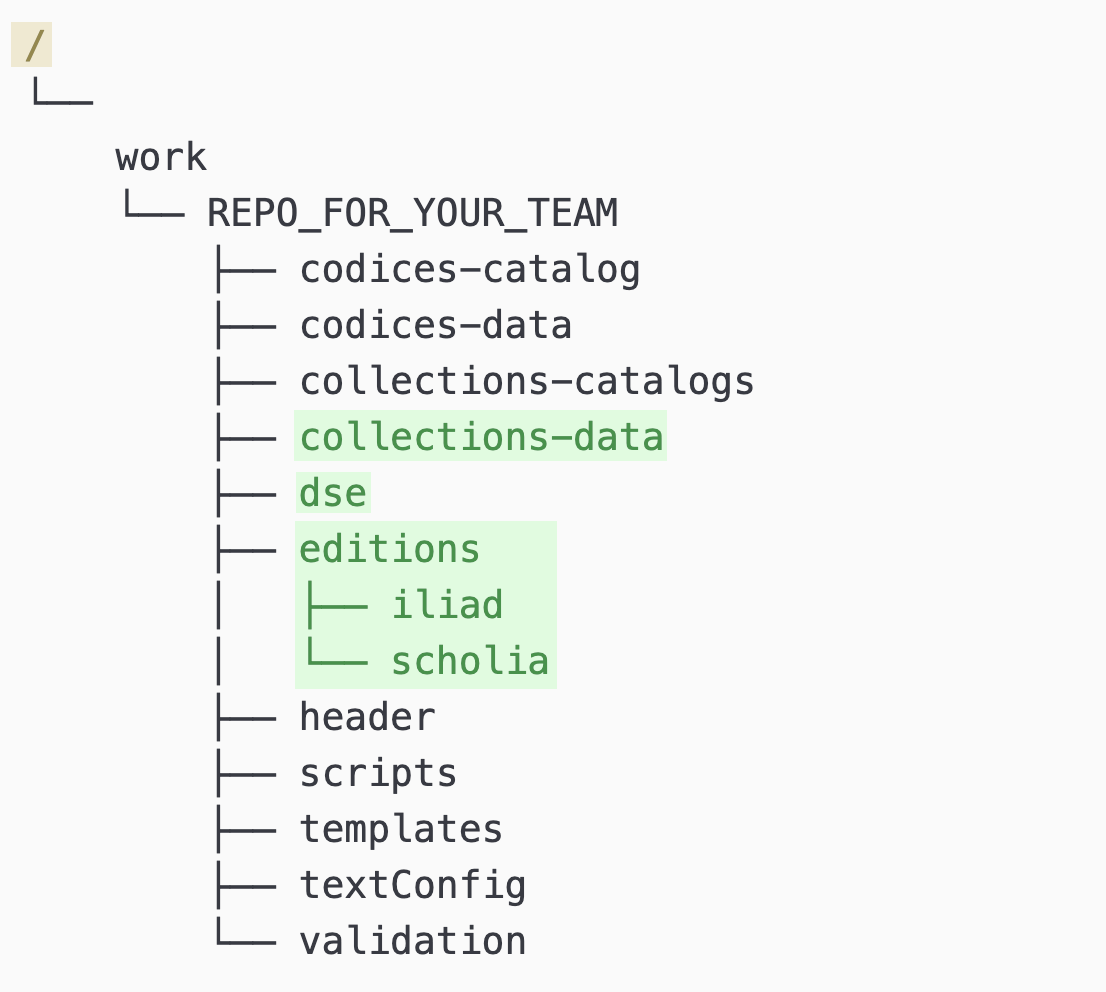 /
└──
    work
    └── REPO_FOR_YOUR_TEAM
        ├── codices-catalog
        ├── codices-data
        ├── collections-catalogs
        ├── collections-data
        ├── dse
        ├── editions
        │   ├── iliad
        │   └── scholia
        ├── header
        ├── scripts
        ├── templates
        ├── textConfig
        └── validation